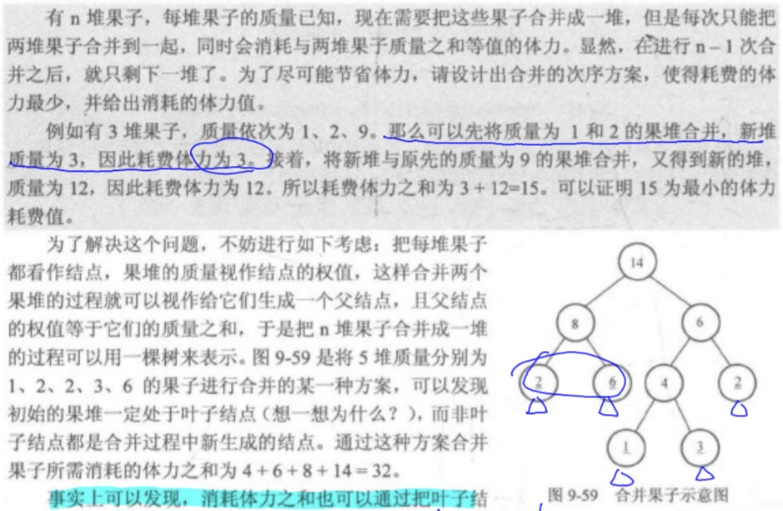 有 n 堆果子，每堆果子的质量已知，现在需要把这些果子合并成一堆，但是每次只能把
两堆果子合并到一起，同时会消耗与两堆果子质量之和等值的体力。显然，在进行 n – 1 次合
并之后，就只剩下一堆了。为了尽可能节省体力，请设计出合并的次序方案，使得耗费的体
力最少，并给出消耗的体力值。
例如有 3 堆果子，质量依次为 1、2、9。那么可以先将质量为 1 和 2 的果堆合并，新堆
质量为 3，因此耗费体力为 3。接着，将新堆与原先的质量为 9 的果堆合并，又得到新的堆，
质量为 12，因此耗费体力为 12。所以耗费体力之和为 3 + 12=15。可以证明 15 为最小的体力
耗费值。
为了解决这个问题，不妨进行如下考虑：把每堆果子
都看作结点，果堆的质量视作结点的权值，这样合并两个
果堆的过程就可以视作给它们生成一个父结点，且父结点
的权值等于它们的质量之和，于是把 n 堆果子合并成一堆
的过程可以用一棵树来表示。图 9-59 是将 5 堆质量分别为
1、2、2、3、6 的果子进行合并的某一种方案，可以发现
初始的果堆一定处于叶子结点（想一想为什么？），而非叶
子结点都是合并过程中新生成的结点。通过这种方案合并
果子所需消耗的体力之和为 4 + 6 + 8 + 14 = 32。
事实上可以发现，消耗体力之和也可以通过把叶子结
14
8 6
2 6 4 2
1 3
图 9-59 合并果子示意图